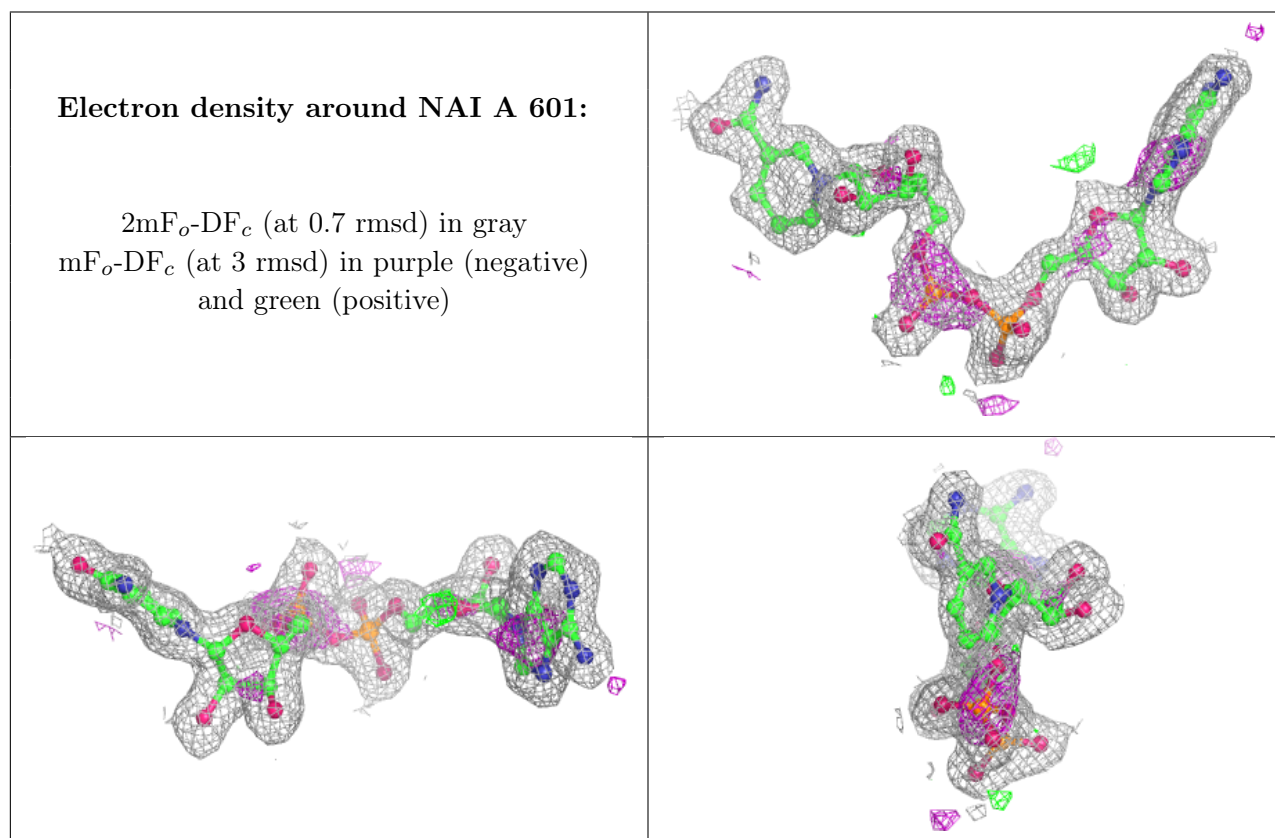 Electron density around NAI A 601:
2mFo-DFc (at 0.7 rmsd) in gray
mFo-DFc (at 3 rmsd) in purple (negative)
and green (positive)